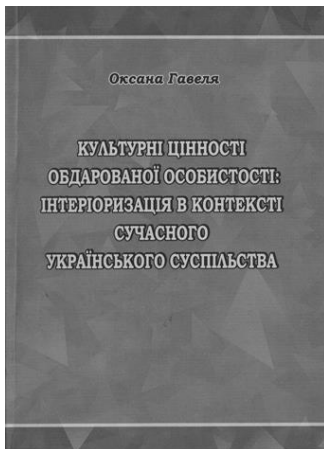 Оксана Гавеля
КУЛЬТУРНІ ЦІННОСТІ
ОБДАРОВАНОЇ ОСОБИСТОСТІ:
ІНТЕРІОРИЗАЦІЯ В КОНТЕКСТІ
СУЧАСНОГО
УКРАЇНСЬКОГО СУСПІЛЬСТВА